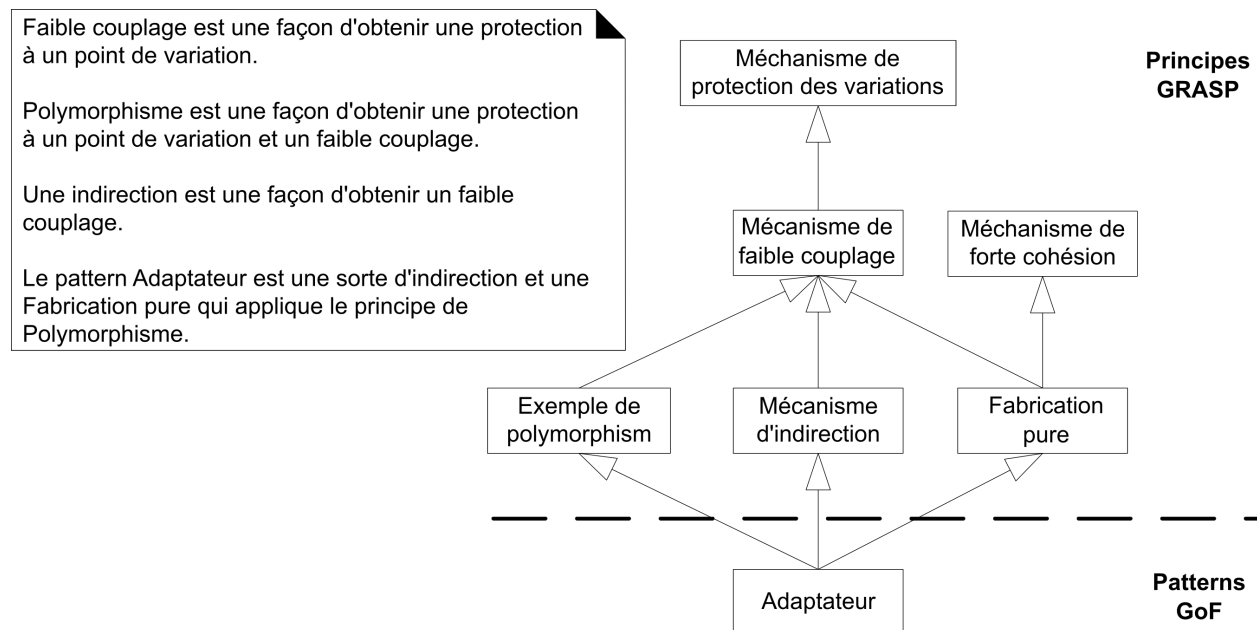 Faible couplage est une façon d'obtenir une protection
à un point de variation.
Polymorphisme est une façon d'obtenir une protection
à un point de variation et un faible couplage.
Une indirection est une façon d'obtenir un faible
couplage.
Le pattern Adaptateur est une sorte d'indirection et une
Fabrication pure qui applique le principe de
Polymorphisme.
Méchanisme de
protection des variations
Principes
GRASP
Mécanisme de
faible couplage
Méchanisme de
forte cohésion
Exemple de
polymorphism
Mécanisme
d'indirection
Fabrication
pure
Adaptateur
Patterns
GoF